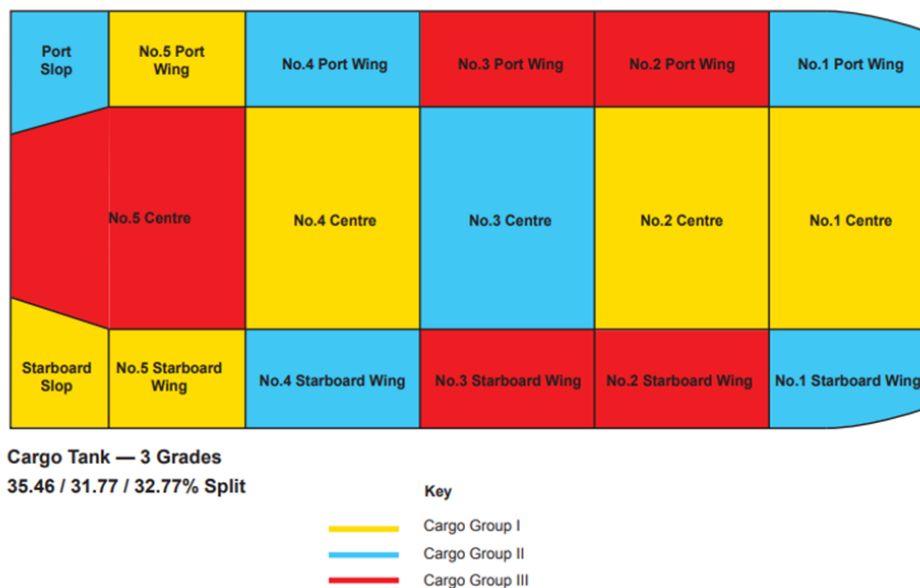 Port
Slop
No.5 Port
Wing
No.4 Port Wing
No.3 Port Wing
No.2 Port Wing
No.1 Port Wing
No.5 Centre
No.4 Centre
No.3 Centre
No.2 Centre
No.1 Centre
Starboard
Slop
No.5 Starboard
Wing
No.4 Starboard Wing
No.3 Starboard Wing
No.2 Starboard Wing
No.1 Starboard Wing
Cargo Tank — 3 Grades
35.46 / 31.77 / 32.77% Split
Key
Cargo Group I
Cargo Group II
Cargo Group III